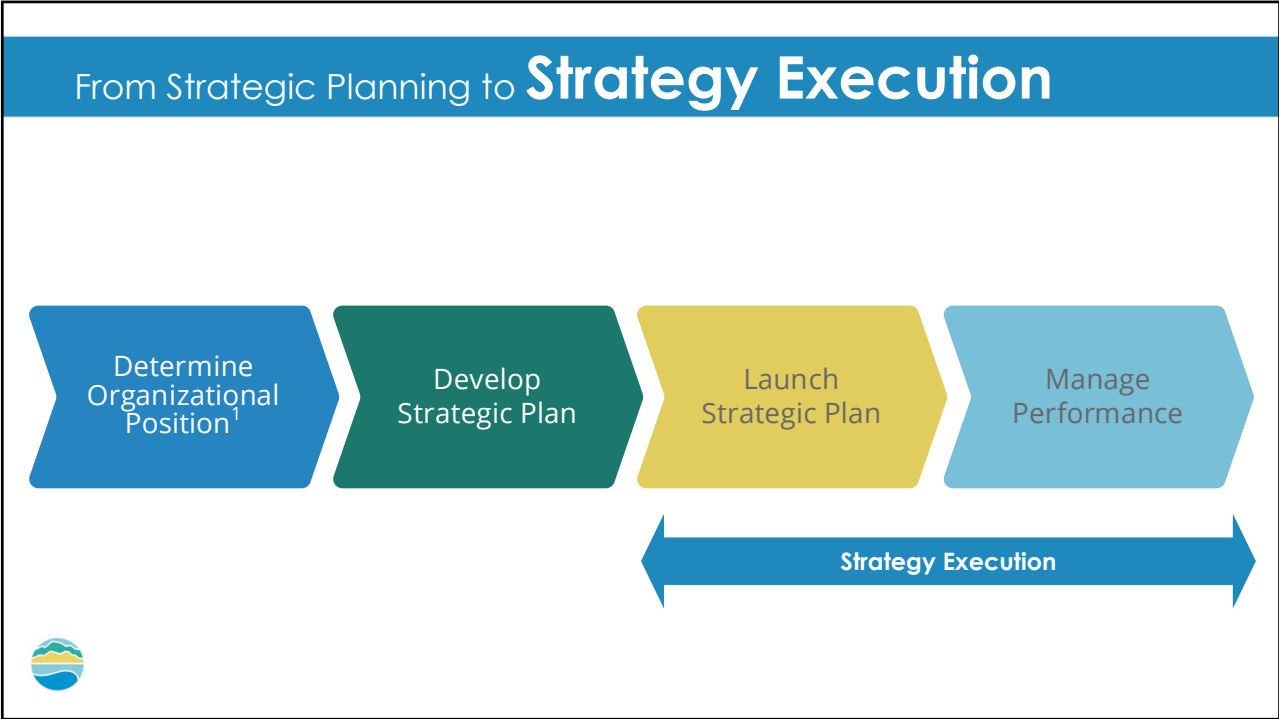 From Strategic Planning to Strategy Execution
Determine
Organizational
Position¹
Develop
Strategic Plan
Launch
Strategic Plan
Manage
Performance
Strategy Execution